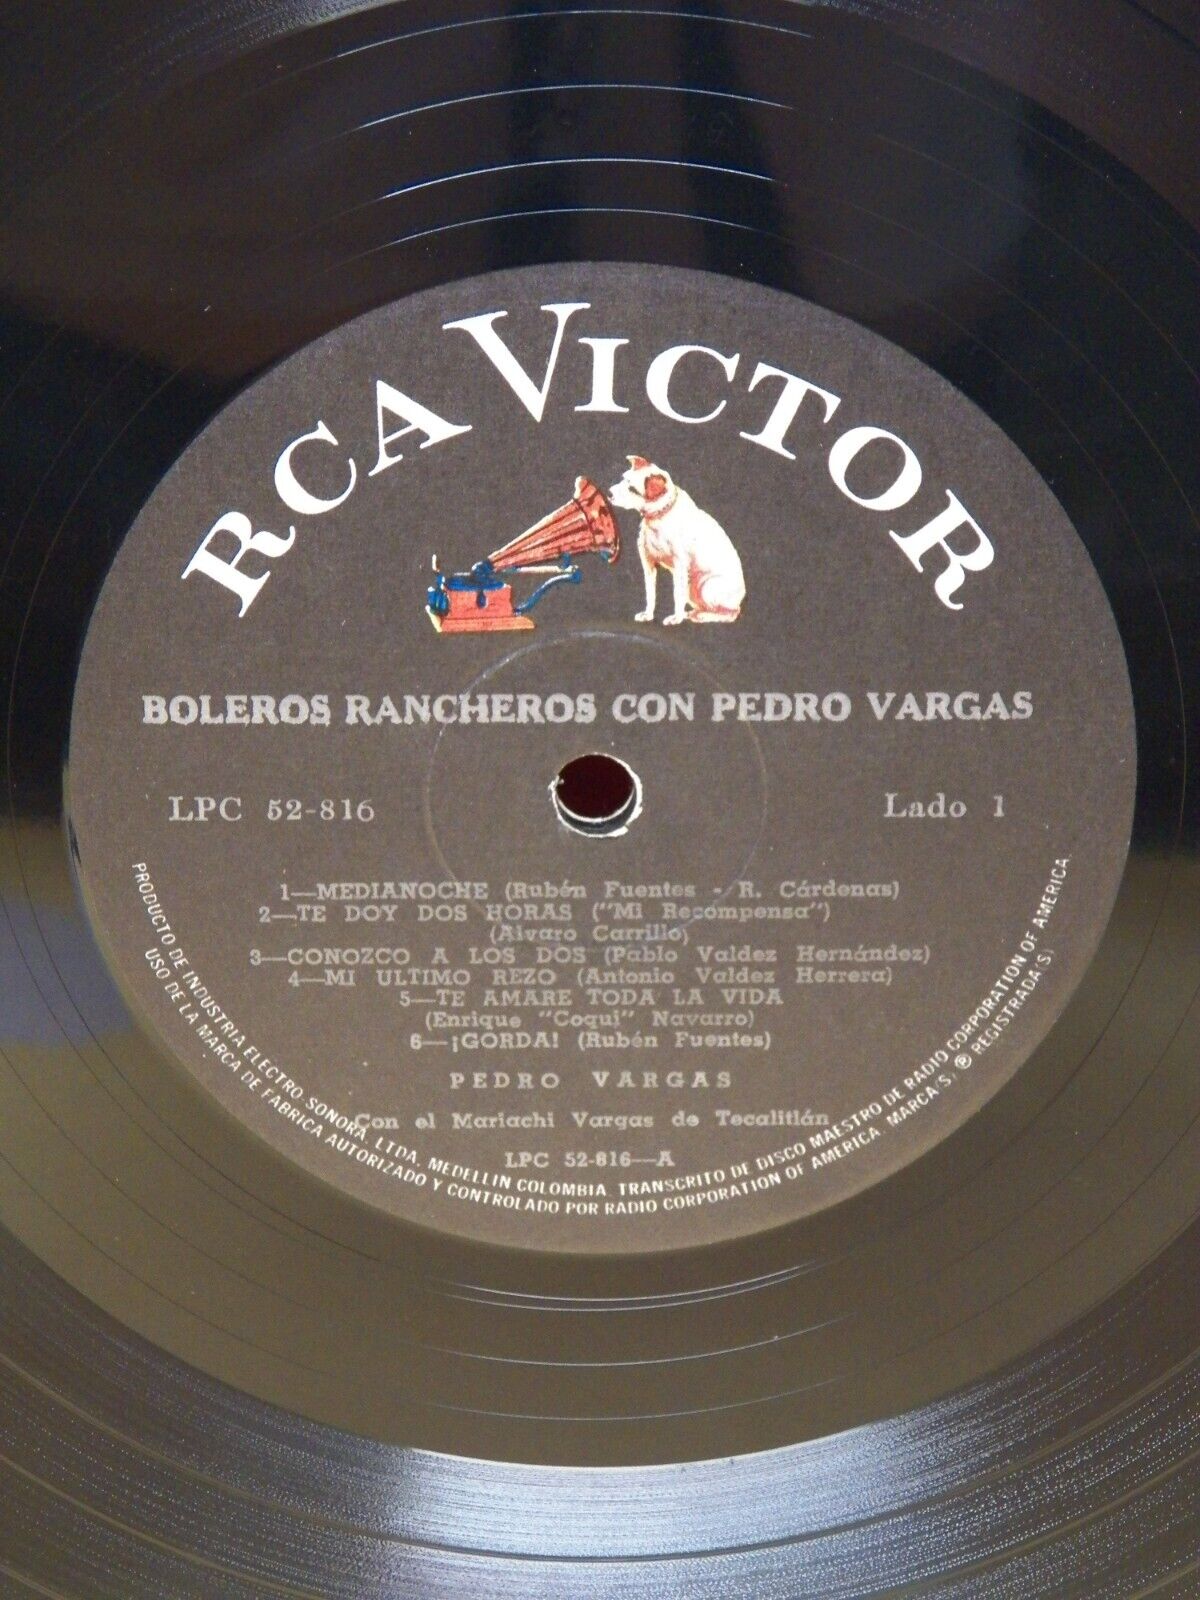 RCA VICTOR
BOLEROS RANCHEROS CON PEDRO VARGAS
LPC 52-816
Lado 1
1—MEDIANOCHE (Rubén Fuentes - R. Cárdenas)
2—TE DOY DOS HORAS ("Mi Recompensa")
(Alvaro Carrillo)
3—CONOZCO A LOS DOS (Pablo Valdez Hernández)
4—MI ULTIMO REZO (Antonio Valdez Herrera)
5—TE AMARE TODA LA VIDA
(Enrique "Coqui" Navarro)
6—¡GORDA! (Rubén Fuentes)
PEDRO VARGAS
Con el Mariachi Vargas de Tecalitlán
LPC 52-816—A
PRODUCTO DE INDUSTRIA ELECTRO-SONORA, LTDA, MEDELLIN COLOMBIA. TRANSCRITO DE DISCO MAESTRO DE RADIO CORPORATION OF AMERICA.
USO DE LA MARCA DE FABRICA AUTORIZADO Y CONTROLADO POR RADIO CORPORATION OF AMERICA. MARCA(S) ® REGISTRADA(S)